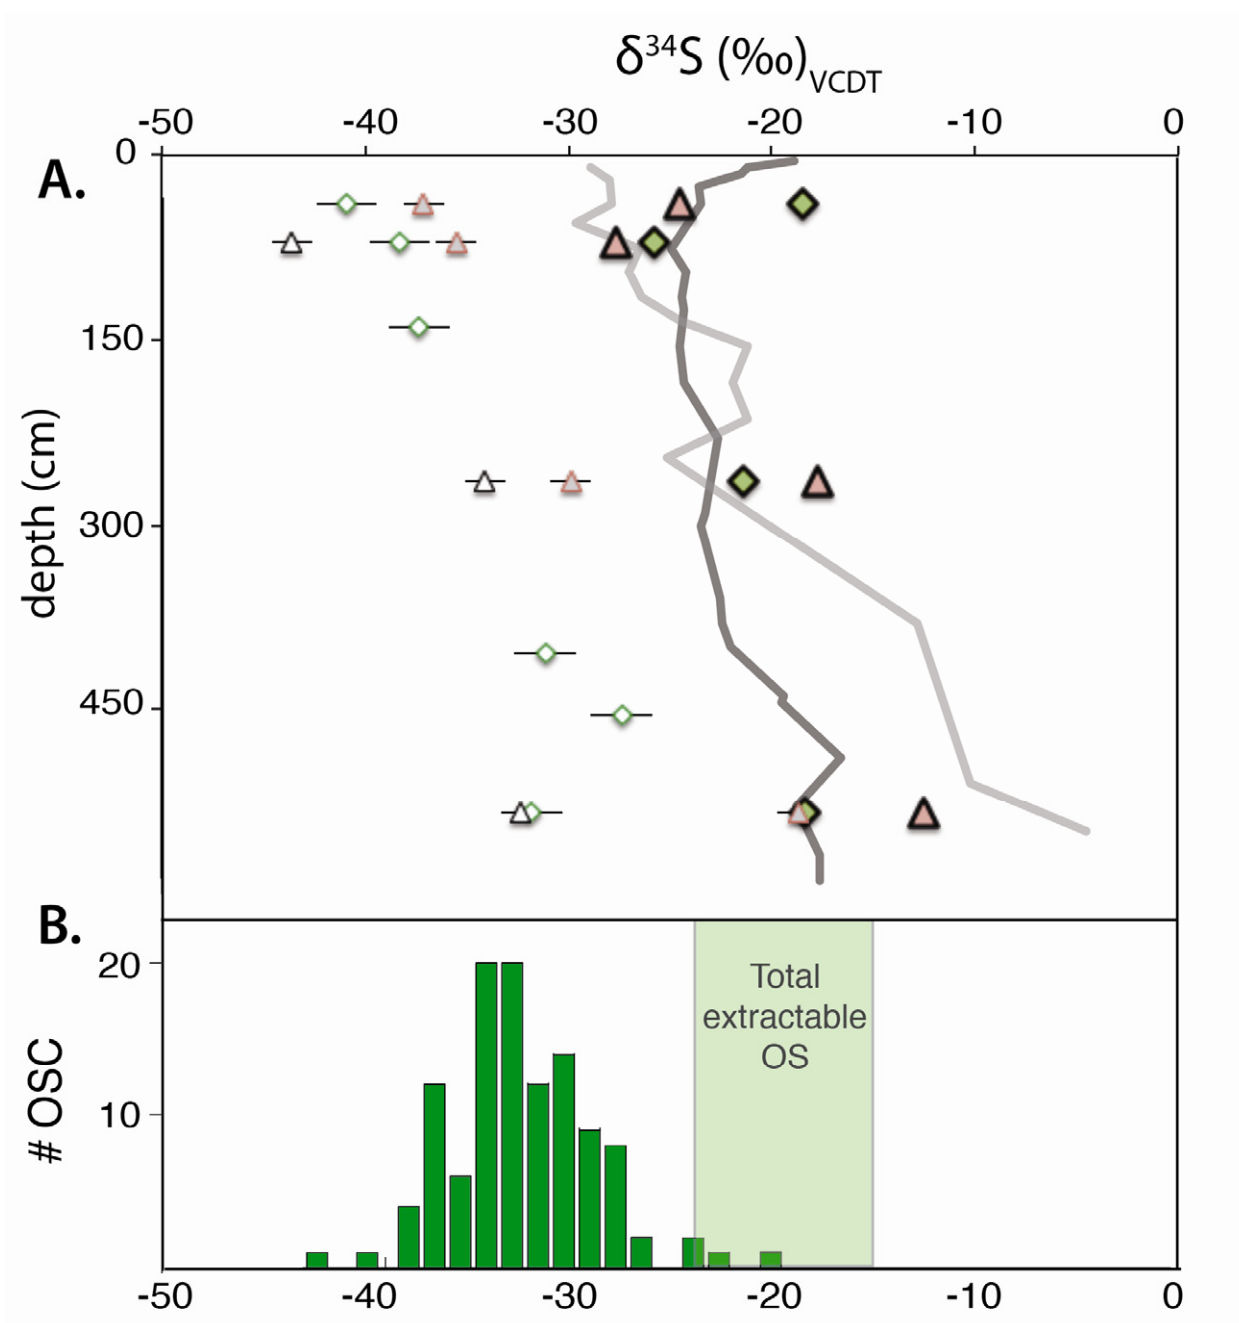 δ³⁴S (‰)VCDT
-50 -40 -30 -20 -10 0
A.
0
150
300
450
depth (cm)
B.
20
10
# OSC
Total
extractable
OS
-50 -40 -30 -20 -10 0